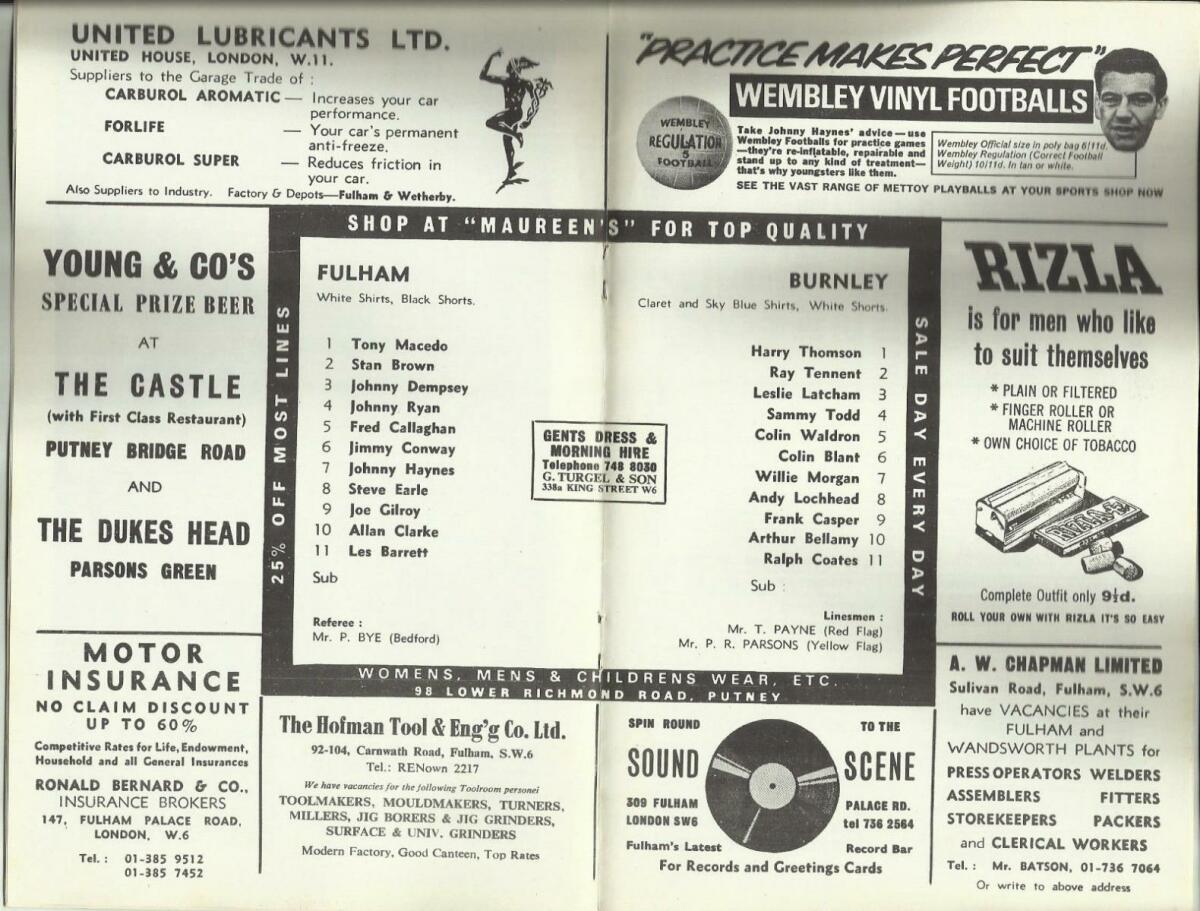 UNITED LUBRICANTS LTD.
UNITED HOUSE, LONDON, W.11.
Suppliers to the Garage Trade of :
CARBUROL AROMATIC — Increases your car
performance.
FORLIFE — Your car's permanent
anti-freeze.
CARBUROL SUPER — Reduces friction in
your car.
Also Suppliers to Industry. Factory & Depots—Fulham & Wetherby.
"PRACTICE MAKES PERFECT"
WEMBLEY VINYL FOOTBALLS
WEMBLEY
REGULATION
5
FOOTBALL
Take Johnny Haynes' advice—use
Wembley Footballs for practice games
—they're re-inflatable, repairable and
stand up to any kind of treatment—
that's why youngsters like them.
Wembley Official size in poly bag 6/11d.
Wembley Regulation (Correct Football
Weight) 10/11d. In tan or white.
SEE THE VAST RANGE OF METTOY PLAYBALLS AT YOUR SPORTS SHOP NOW
YOUNG & CO'S
SPECIAL PRIZE BEER
AT
THE CASTLE
(with First Class Restaurant)
PUTNEY BRIDGE ROAD
AND
THE DUKES HEAD
PARSONS GREEN
SHOP AT "MAUREEN'S" FOR TOP QUALITY
25% OFF MOST LINES
FULHAM
White Shirts, Black Shorts.
1 Tony Macedo
2 Stan Brown
3 Johnny Dempsey
4 Johnny Ryan
5 Fred Callaghan
6 Jimmy Conway
7 Johnny Haynes
8 Steve Earle
9 Joe Gilroy
10 Allan Clarke
11 Les Barrett
Sub
Referee :
Mr. P. BYE (Bedford)
GENTS DRESS &
MORNING HIRE
Telephone 748 8030
G. TURGEL & SON
338a KING STREET W6
BURNLEY
Claret and Sky Blue Shirts, White Shorts.
Harry Thomson 1
Ray Tennent 2
Leslie Latcham 3
Sammy Todd 4
Colin Waldron 5
Colin Blant 6
Willie Morgan 7
Andy Lochhead 8
Frank Casper 9
Arthur Bellamy 10
Ralph Coates 11
Sub :
Linesmen :
Mr. T. PAYNE (Red Flag)
Mr. P. R. PARSONS (Yellow Flag)
SALE DAY EVERY DAY
WOMENS, MENS & CHILDRENS WEAR, ETC.
98 LOWER RICHMOND ROAD, PUTNEY
RIZLA
is for men who like
to suit themselves
* PLAIN OR FILTERED
* FINGER ROLLER OR
MACHINE ROLLER
* OWN CHOICE OF TOBACCO
RIZLA
Complete Outfit only 9½d.
ROLL YOUR OWN WITH RIZLA IT'S SO EASY
MOTOR
INSURANCE
NO CLAIM DISCOUNT
UP TO 60%
Competitive Rates for Life, Endowment,
Household and all General Insurances
RONALD BERNARD & CO.,
INSURANCE BROKERS
147, FULHAM PALACE ROAD,
LONDON, W.6
Tel. : 01-385 9512
01-385 7452
The Hofman Tool & Eng'g Co. Ltd.
92-104, Carnwath Road, Fulham, S.W.6
Tel.: RENown 2217
We have vacancies for the following Toolroom personel
TOOLMAKERS, MOULDMAKERS, TURNERS,
MILLERS, JIG BORERS & JIG GRINDERS,
SURFACE & UNIV. GRINDERS
Modern Factory, Good Canteen, Top Rates
SPIN ROUND TO THE
SOUND SCENE
309 FULHAM PALACE RD.
LONDON SW6 tel 736 2564
Fulham's Latest Record Bar
For Records and Greetings Cards
A. W. CHAPMAN LIMITED
Sulivan Road, Fulham, S.W.6
have VACANCIES at their
FULHAM and
WANDSWORTH PLANTS for
PRESS OPERATORS WELDERS
ASSEMBLERS FITTERS
STOREKEEPERS PACKERS
and CLERICAL WORKERS
Tel. : Mr. BATSON, 01-736 7064
Or write to above address